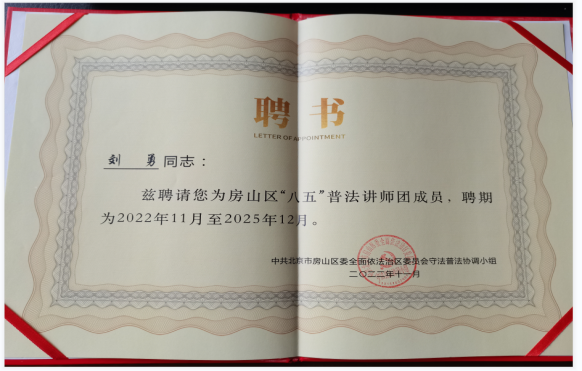 聘书
LETTER OF APPOINTMENT
刘勇同志：
兹聘请您为房山区“八五”普法讲师团成员，聘期
为2022年11月至2025年12月。
中共北京市房山区委全面依法治区委员会守法普法协调小组
二〇二二年十一月